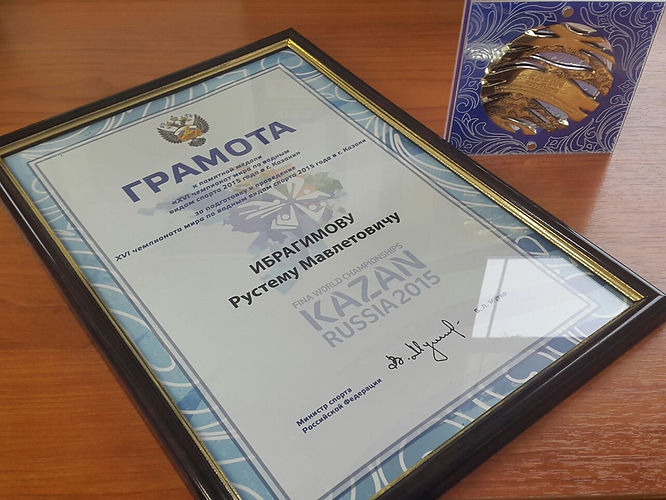 ГРАМОТА
к памятной медали
«XVI чемпионат мира по водным
видам спорта 2015 года в г. Казани»
за подготовку и проведение
XVI чемпионата мира по водным видам спорта 2015 года в г. Казани
ИБРАГИМОВУ
Рустему Мавлетовичу
FINA WORLD CHAMPIONSHIPS
KAZAN
RUSSIA 2015
Министр спорта
Российской Федерации